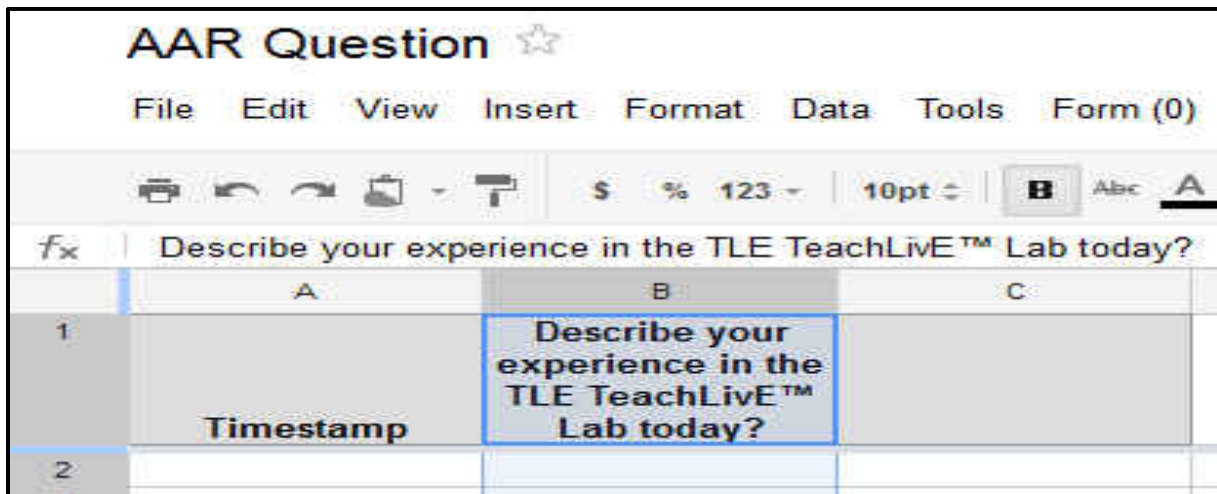 AAR Question
File Edit View Insert Format Data Tools Form (0)
$ % 123 10pt B Abc A
fx Describe your experience in the TLE TeachLivE™ Lab today?
A B C
1
Describe your
experience in the
TLE TeachLivE™
Timestamp Lab today?
2